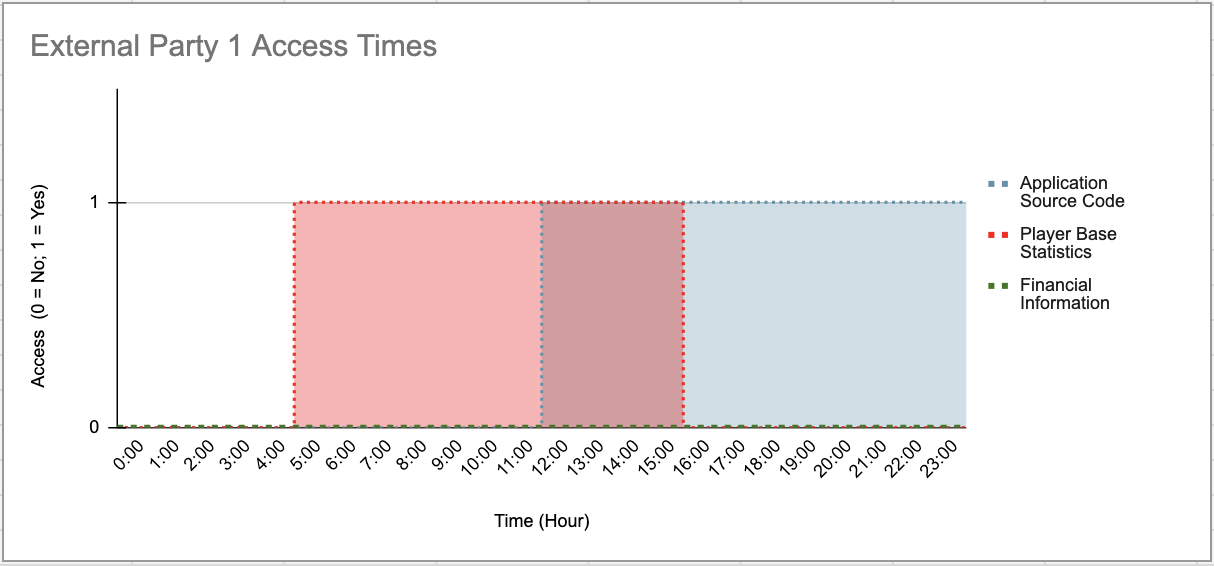 External Party 1 Access Times
Access  (0 = No; 1 = Yes)
1
0
0:00
1:00
2:00
3:00
4:00
5:00
6:00
7:00
8:00
9:00
10:00
11:00
12:00
13:00
14:00
15:00
16:00
17:00
18:00
19:00
20:00
21:00
22:00
23:00
Time (Hour)
Application
Source Code
Player Base
Statistics
Financial
Information